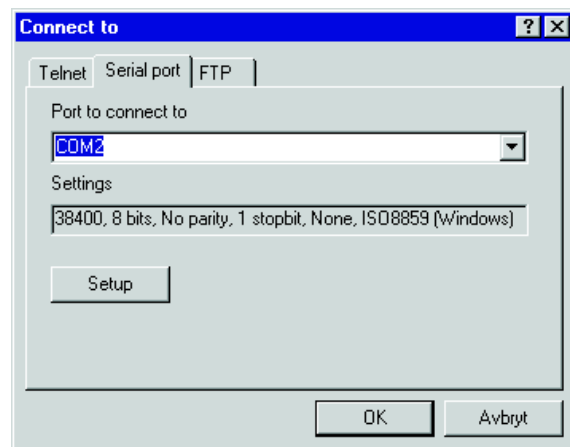 Connect to
Telnet Serial port FTP
Port to connect to
COM2
Settings
38400, 8 bits, No parity, 1 stopbit, None, ISO8859 (Windows)
Setup
OK Avbryt